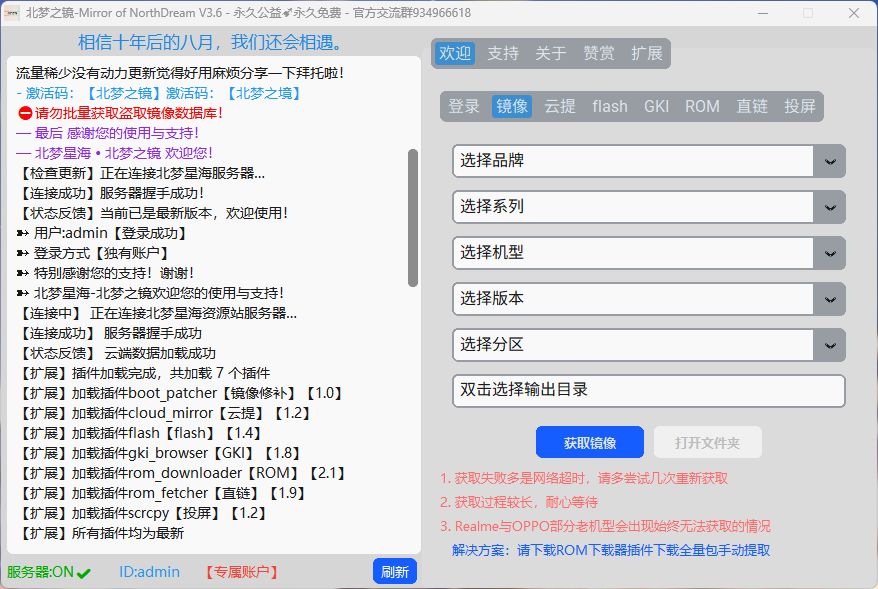 北梦之镜-Mirror of NorthDream V3.6 - 永久公益➹永久免费 - 官方交流群934966618
相信十年后的八月，我们还会相遇。
流量稀少没有动力更新觉得好用麻烦分享一下拜托啦!
- 激活码：【北梦之镜】激活码：【北梦之境】
⛔请勿批量获取盗取镜像数据库!
— 最后 感谢您的使用与支持!
— 北梦星海 • 北梦之镜 欢迎您!
【检查更新】正在连接北梦星海服务器...
【连接成功】服务器握手成功!
【状态反馈】当前已是最新版本，欢迎使用!
➽ 用户:admin【登录成功】
➽ 登录方式【独有账户】
➽ 特别感谢您的支持！谢谢!
➽ 北梦星海-北梦之镜欢迎您的使用与支持!
【连接中】 正在连接北梦星海资源站服务器...
【连接成功】 服务器握手成功
【状态反馈】 云端数据加载成功
【扩展】插件加载完成，共加载 7 个插件
【扩展】加载插件boot_patcher【镜像修补】【1.0】
【扩展】加载插件cloud_mirror【云提】【1.2】
【扩展】加载插件flash【flash】【1.4】
【扩展】加载插件gki_browser【GKI】【1.8】
【扩展】加载插件rom_downloader【ROM】【2.1】
【扩展】加载插件rom_fetcher【直链】【1.9】
【扩展】加载插件scrcpy【投屏】【1.2】
【扩展】所有插件均为最新
服务器:ON✔ ID:admin 【专属账户】 刷新
欢迎 支持 关于 赞赏 扩展
登录 镜像 云提 flash GKI ROM 直链 投屏
选择品牌
选择系列
选择机型
选择版本
选择分区
双击选择输出目录
获取镜像 打开文件夹
1. 获取失败多是网络超时，请多尝试几次重新获取
2. 获取过程较长，耐心等待
3. Realme与OPPO部分老机型会出现始终无法获取的情况
解决方案：请下载ROM下载器插件下载全量包手动提取